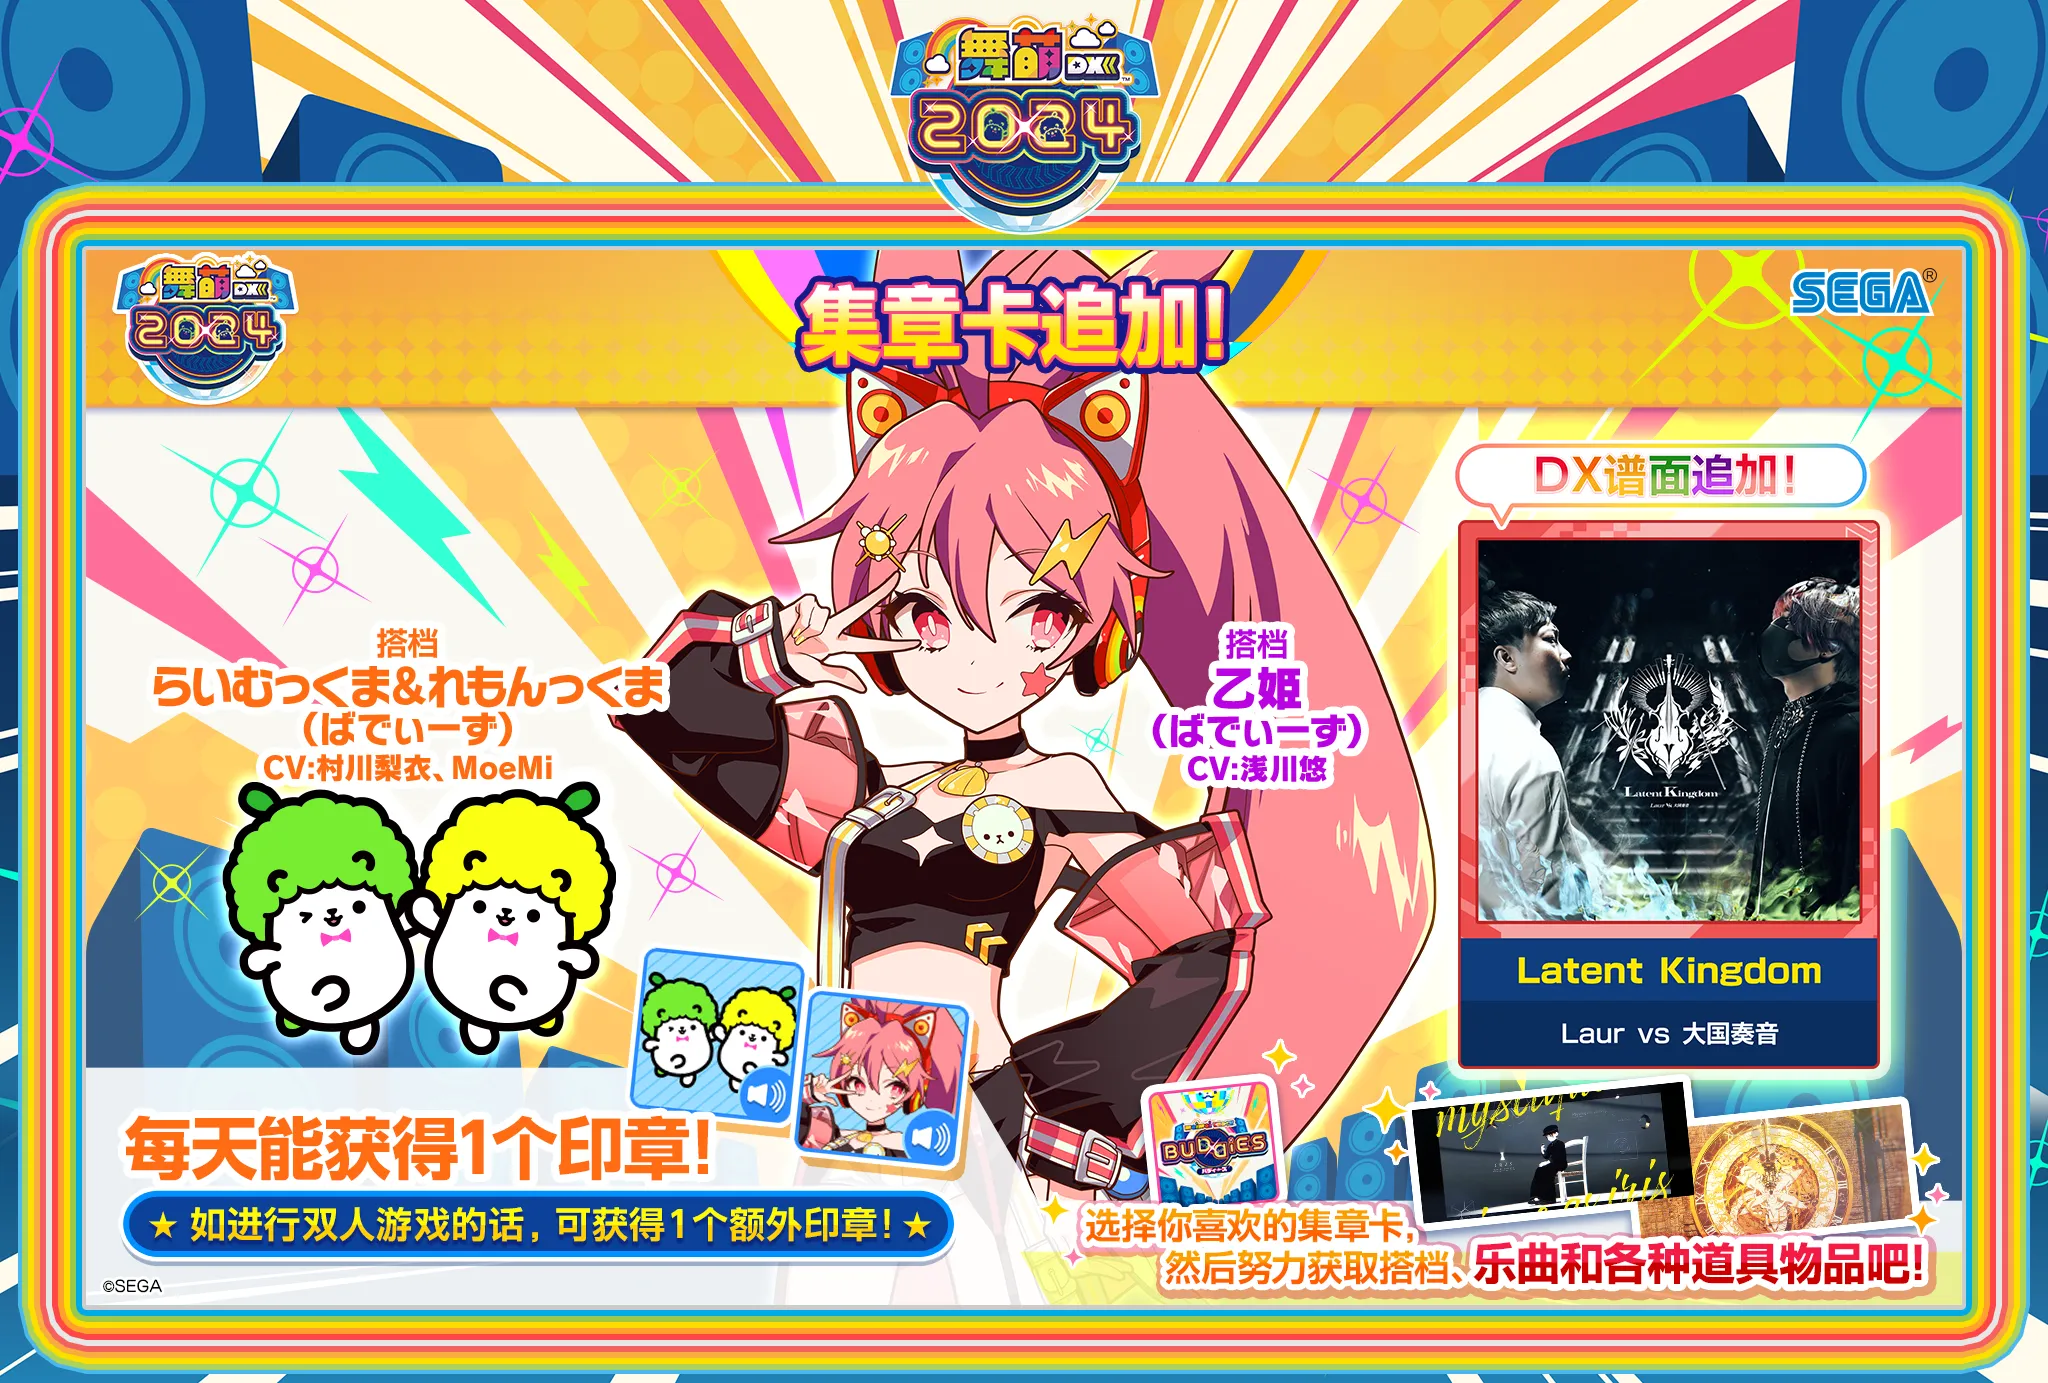 舞萌DX
2024
舞萌DX
2024
集章卡追加!
SEGA®
DX谱面追加!
搭档
らいむっくま&れもんっくま
(ばでぃーず)
CV:村川梨衣、MoeMi
搭档
乙姫
(ばでぃーず)
CV:浅川悠
Latent Kingdom
Latent Kingdom
Laur vs 大国奏音
每天能获得1个印章!
★ 如进行双人游戏的话,可获得1个额外印章! ★
BUDDiES
选择你喜欢的集章卡,
然后努力获取搭档、乐曲和各种道具物品吧!
©SEGA